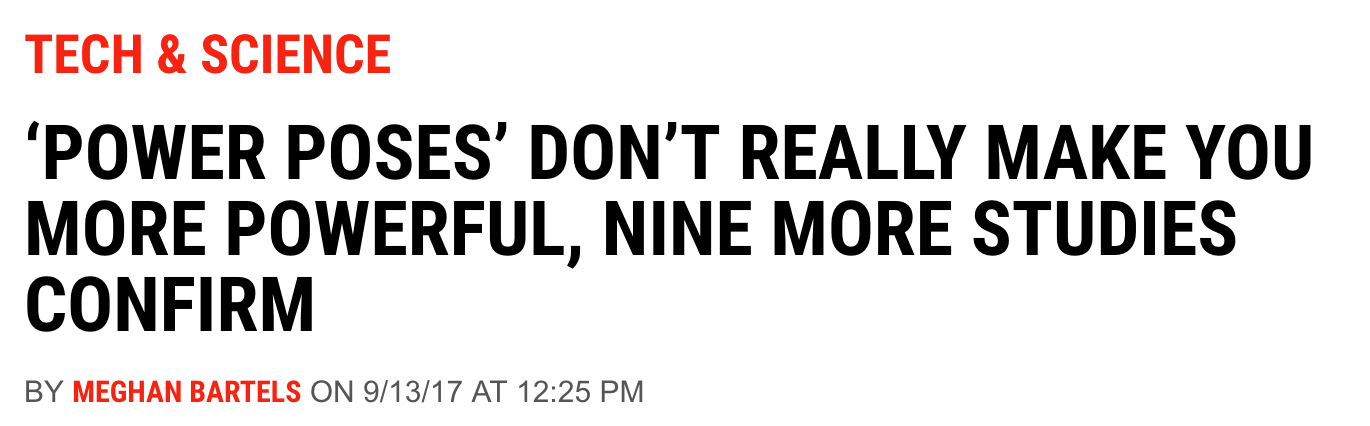 TECH & SCIENCE
‘POWER POSES’ DON’T REALLY MAKE YOU
MORE POWERFUL, NINE MORE STUDIES
CONFIRM
BY MEGHAN BARTELS ON 9/13/17 AT 12:25 PM